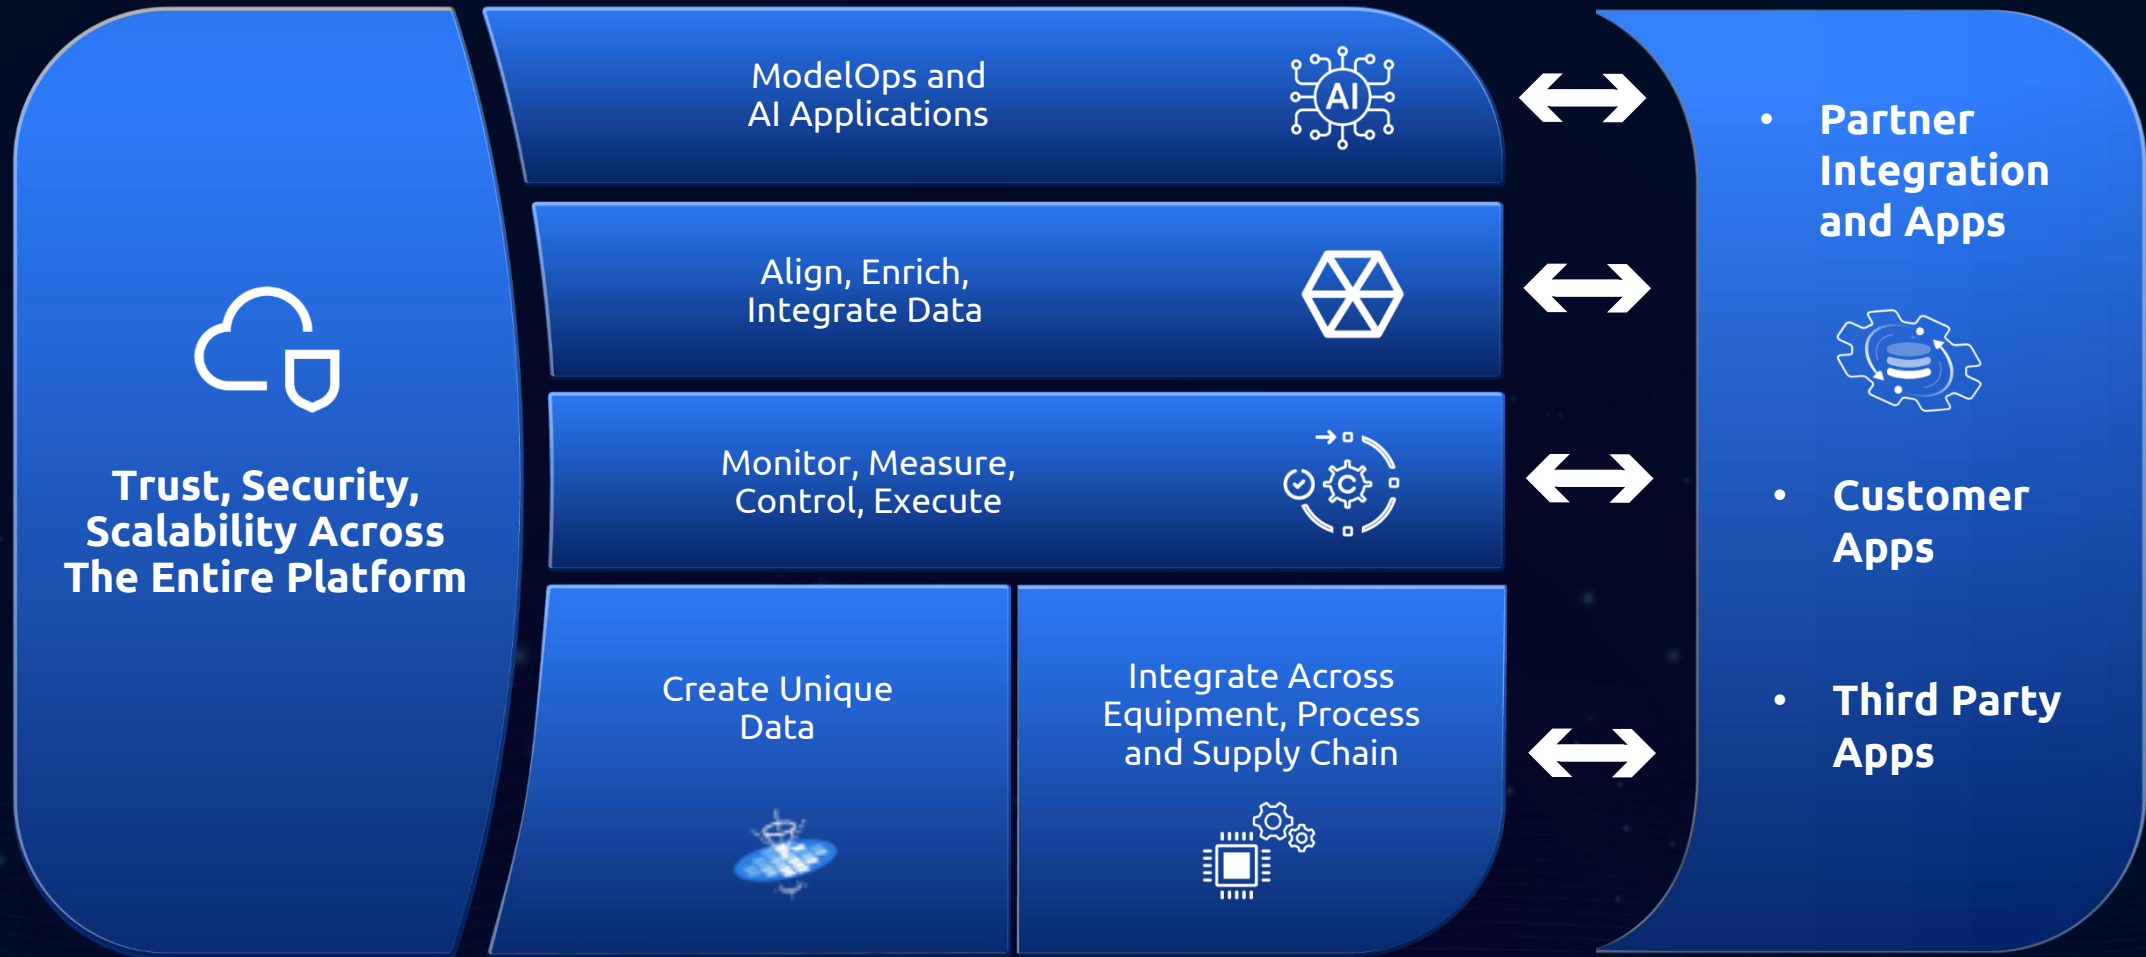 Trust, Security,
Scalability Across
The Entire Platform
ModelOps and
AI Applications
AI
Align, Enrich,
Integrate Data
Monitor, Measure,
Control, Execute
C
Create Unique
Data
Integrate Across
Equipment, Process
and Supply Chain
• Partner
Integration
and Apps
• Customer
Apps
• Third Party
Apps